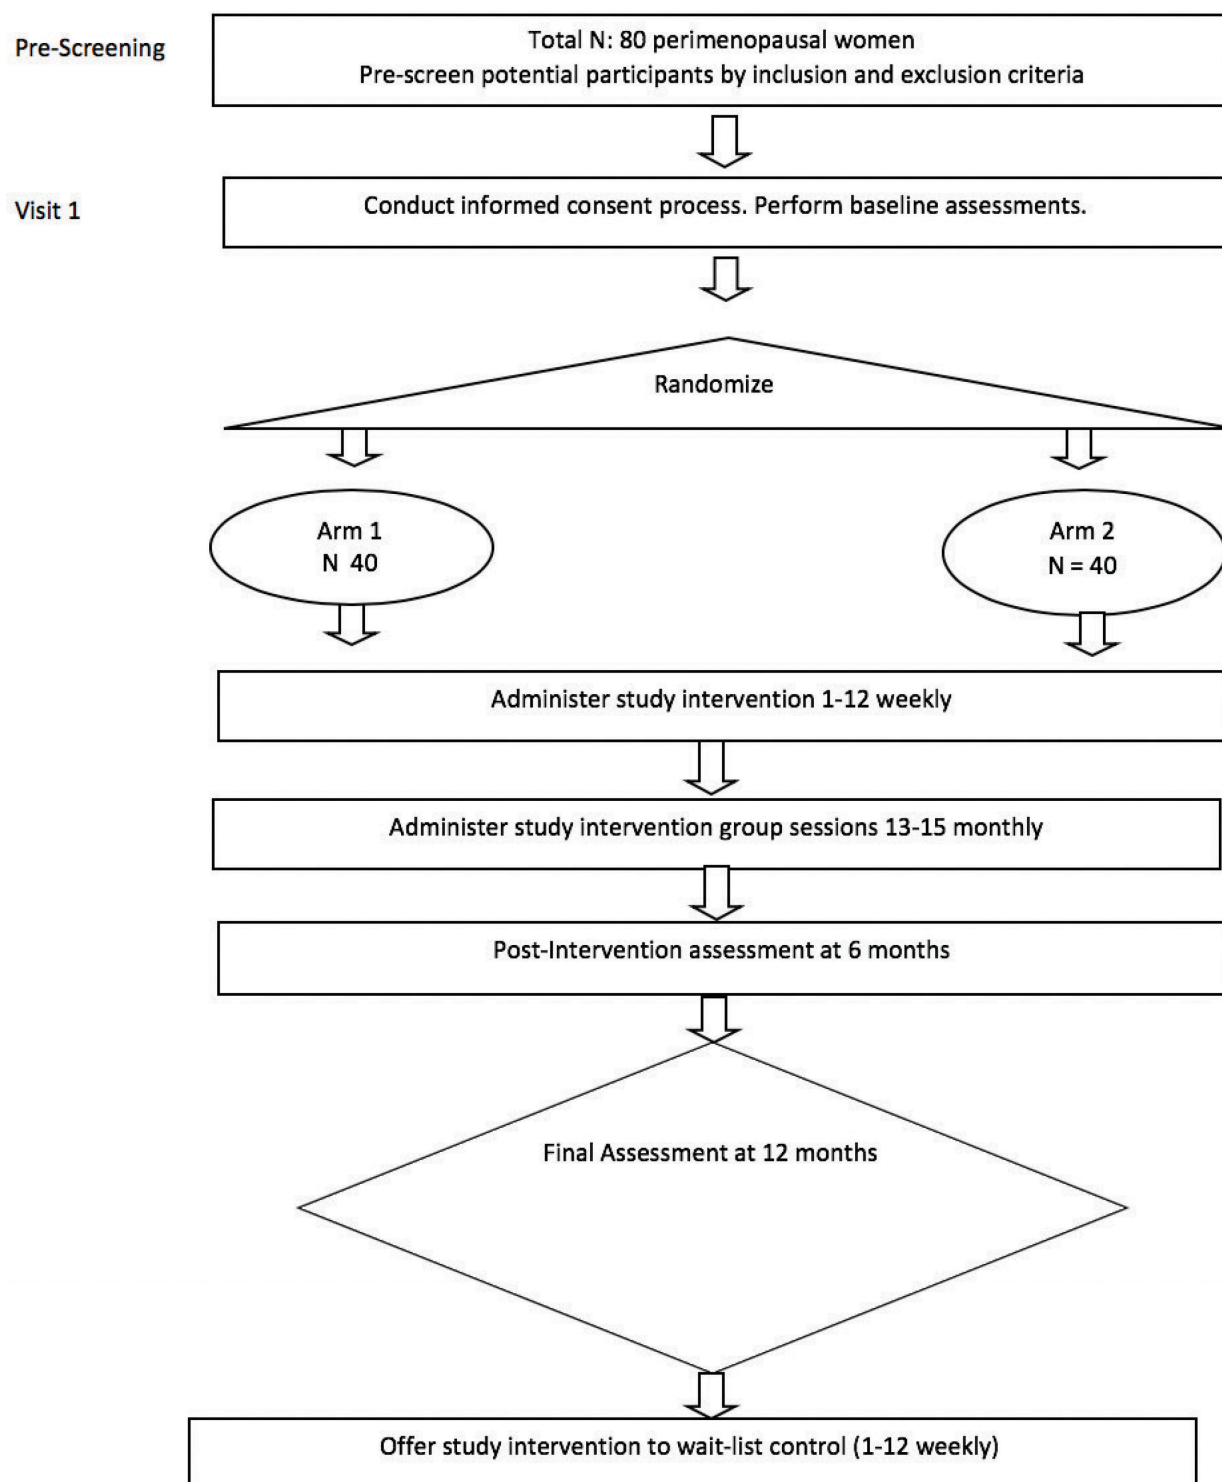 Pre-Screening
Total N: 80 perimenopausal women
Pre-screen potential participants by inclusion and exclusion criteria
Visit 1
Conduct informed consent process. Perform baseline assessments.
Randomize
Arm 1
N 40
Arm 2
N = 40
Administer study intervention 1-12 weekly
Administer study intervention group sessions 13-15 monthly
Post-Intervention assessment at 6 months
Final Assessment at 12 months
Offer study intervention to wait-list control (1-12 weekly)